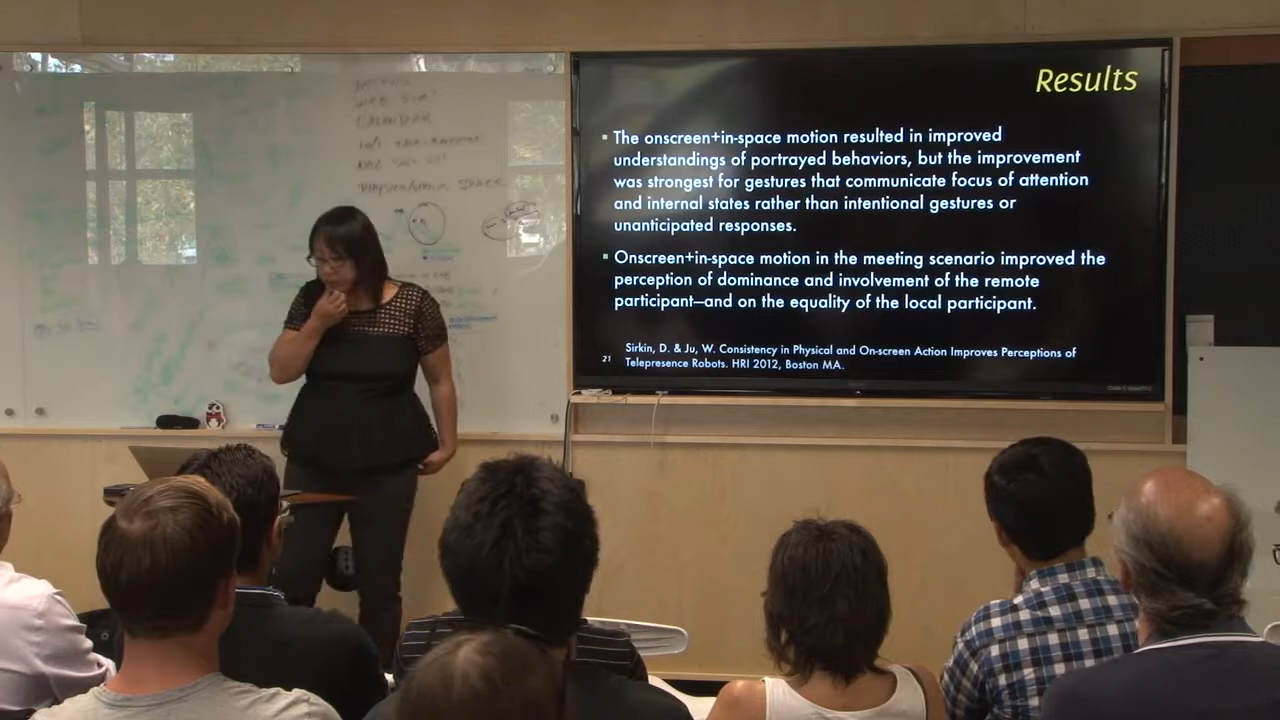 CALENDAR
Results
The onscreen+in-space motion resulted in improved
understandings of portrayed behaviors, but the improvement
was strongest for gestures that communicate focus of attention
and internal states rather than intentional gestures or
unanticipated responses.
Onscreen+in-space motion in the meeting scenario improved the
perception of dominance and involvement of the remote
participant—and on the equality of the local participant.
Sirkin, D. & Ju, W. Consistency in Physical and On-screen Action Improves Perceptions of
21 Telepresence Robots. HRI 2012, Boston MA.